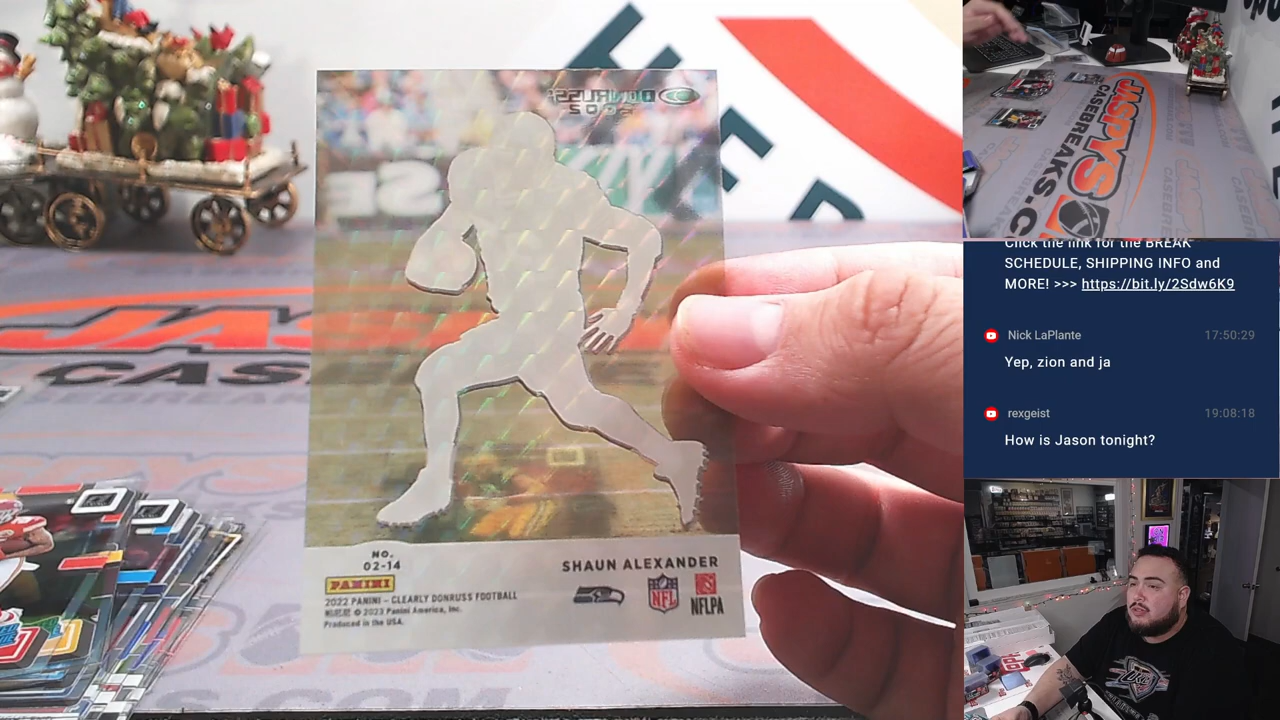 NO.
02-14
SHAUN ALEXANDER
PANINI
2022 PANINI - CLEARLY DONRUSS FOOTBALL
© 2023 Panini America, Inc.
Produced in the USA.
NFL
NFLPA
JASPYS
CASEBREAKS.C
Click the link for the BREAK
SCHEDULE, SHIPPING INFO and
MORE! >>> https://bit.ly/2Sdw6K9
Nick LaPlante 17:50:29
Yep, zion and ja
rexgeist 19:08:18
How is Jason tonight?